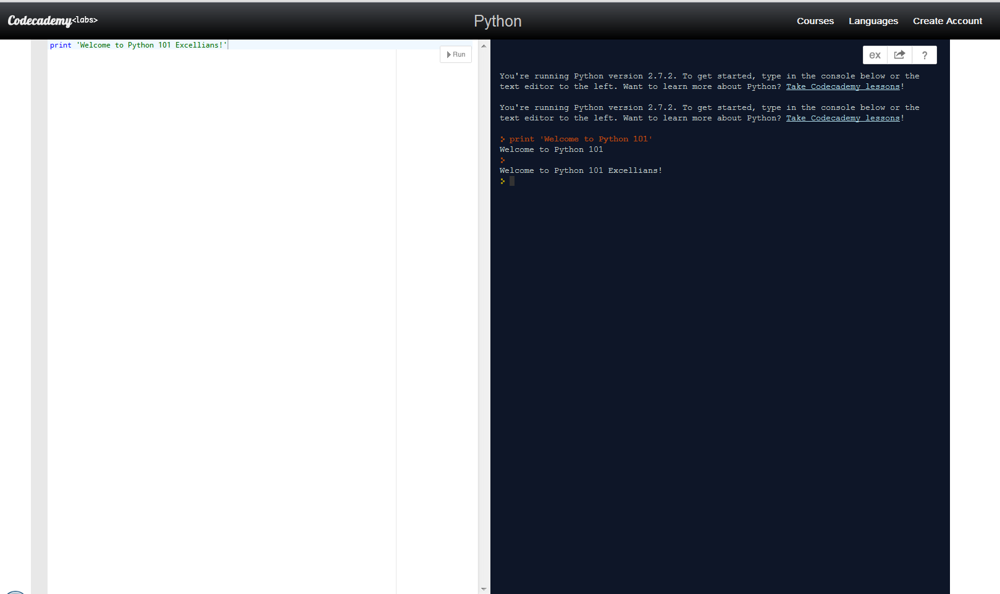 Codecademy<labs>
Python
Courses Languages Create Account
print 'Welcome to Python 101 Excellians!'
Run
ex
?
You're running Python version 2.7.2. To get started, type in the console below or the
text editor to the left. Want to learn more about Python? Take Codecademy lessons!
You're running Python version 2.7.2. To get started, type in the console below or the
text editor to the left. Want to learn more about Python? Take Codecademy lessons!
> print 'Welcome to Python 101'
Welcome to Python 101
>
Welcome to Python 101 Excellians!
>